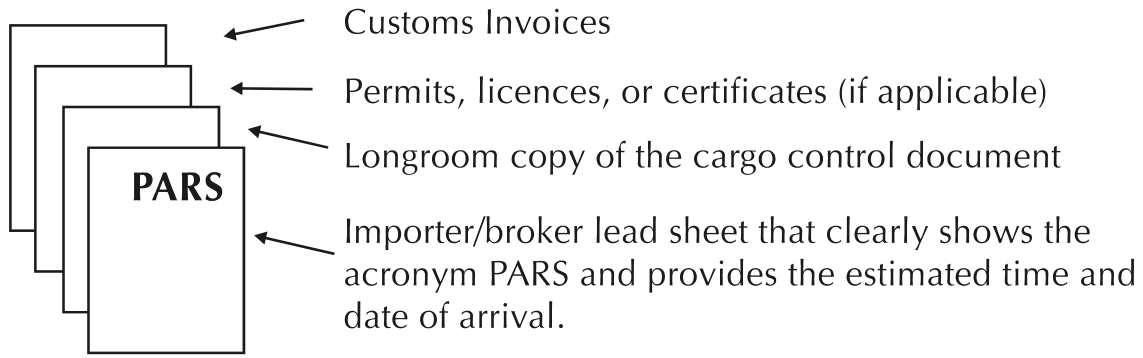 Customs Invoices
Permits, licences, or certificates (if applicable)
Longroom copy of the cargo control document
PARS
Importer/broker lead sheet that clearly shows the
acronym PARS and provides the estimated time and
date of arrival.